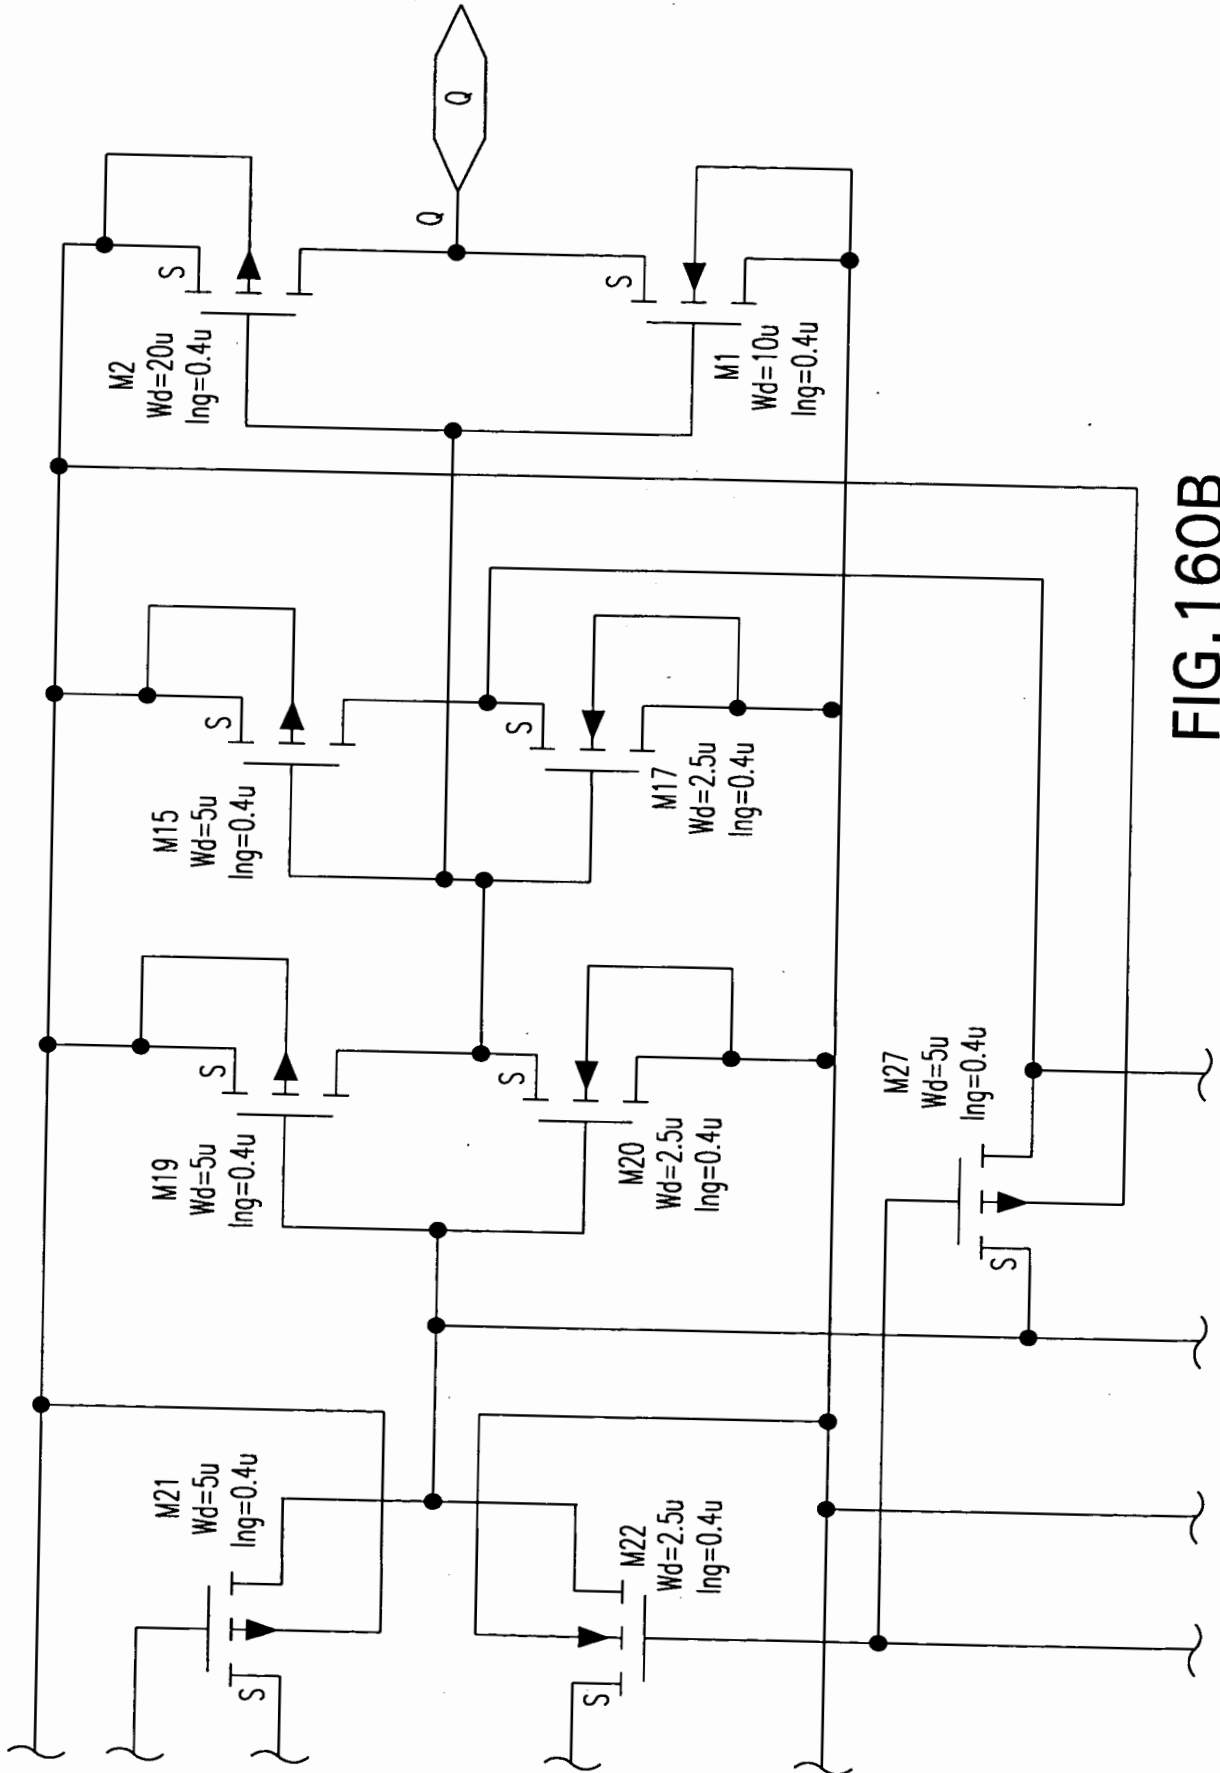 M21
Wd=5u
lng=0.4u
S
M19
Wd=5u
lng=0.4u
S
M15
Wd=5u
lng=0.4u
S
M2
Wd=20u
lng=0.4u
S
Q
Q
S
M22
Wd=2.5u
lng=0.4u
S
M20
Wd=2.5u
lng=0.4u
S
M17
Wd=2.5u
lng=0.4u
S
M1
Wd=10u
lng=0.4u
M27
Wd=5u
lng=0.4u
S
FIG.160B